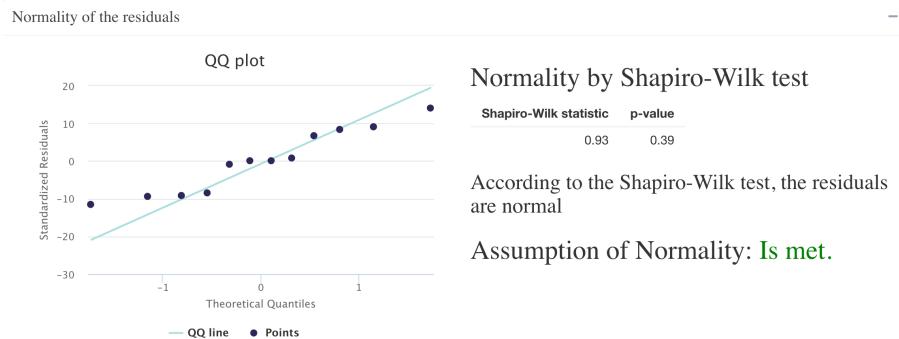 Normality of the residuals
QQ plot
Standardized Residuals
20
10
0
−10
−20
−30
−1
0
1
Theoretical Quantiles
QQ line
Points
Normality by Shapiro-Wilk test
Shapiro-Wilk statistic p-value
0.93 0.39
According to the Shapiro-Wilk test, the residuals
are normal
Assumption of Normality: Is met.